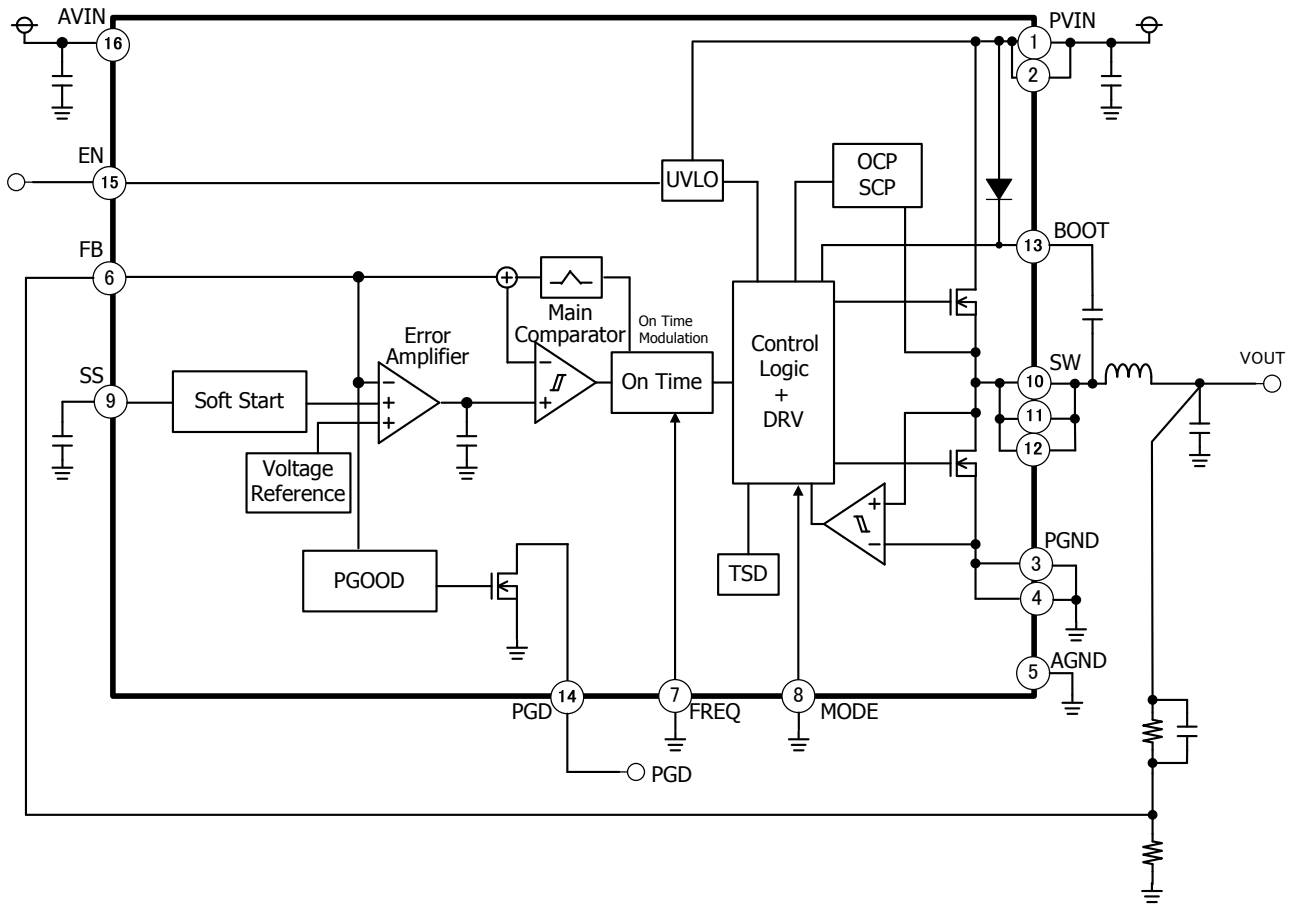 AVIN
16
PVIN
1
2
EN
15
UVLO
OCP
SCP
BOOT
13
FB
6
+
Main
Comparator
On Time
Modulation
Error
Amplifier
−
+
+
−
+
On Time
Control
Logic
+
DRV
SW
10
11
12
VOUT
SS
9
Soft Start
Voltage
Reference
+
−
PGOOD
TSD
PGND
3
4
AGND
5
14
PGD
7
FREQ
8
MODE
PGD